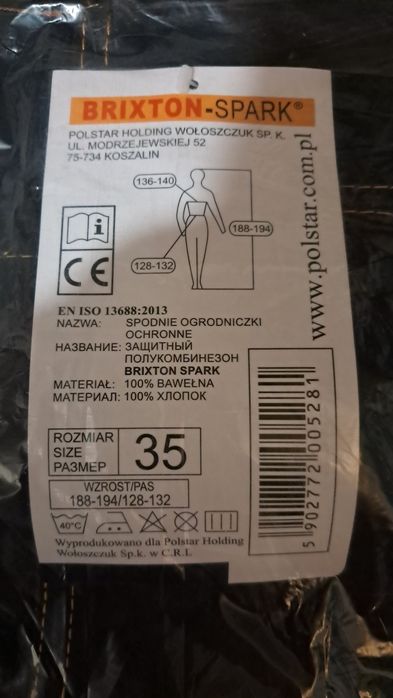 BRIXTON-SPARK®
POLSTAR HOLDING WOŁOSZCZUK SP. K.
UL. MODRZEJEWSKIEJ 52
75-734 KOSZALIN
136-140
188-194
128-132
www.polstar.com.pl
i
CE
EN ISO 13688:2013
NAZWA: SPODNIE OGRODNICZKI
OCHRONNE
НАЗВАНИЕ: ЗАЩИТНЫЙ
ПОЛУКОМБИНЕЗОН
BRIXTON SPARK
MATERIAŁ: 100% BAWEŁNA
МАТЕРИАЛ: 100% ХЛОПОК
ROZMIAR
SIZE
РАЗМЕР
35
WZROST/PAS
188-194/128-132
40°C
Wyprodukowano dla Polstar Holding
Wołoszczuk Sp.k. w C.R.L
5 902772 005281